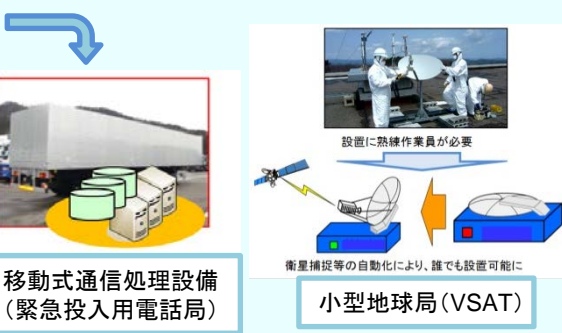 設置に熟練作業員が必要
衛星捕捉等の自動化により、誰でも設置可能に
移動式通信処理設備
(緊急投入用電話局)
小型地球局(VSAT)